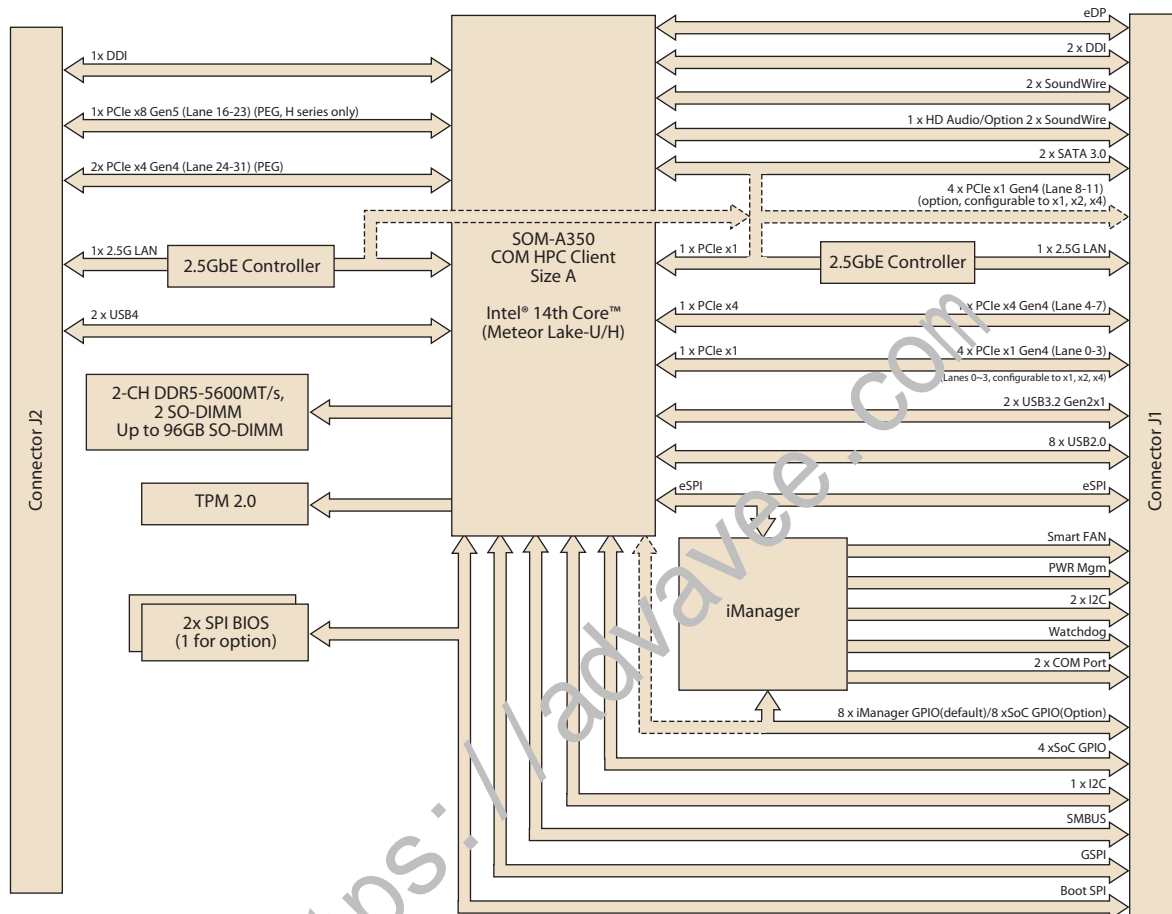 Connector J2
1x DDI
1x PCIe x8 Gen5 (Lane 16-23) (PEG, H series only)
2x PCIe x4 Gen4 (Lane 24-31) (PEG)
1x 2.5G LAN
2.5GbE Controller
2 x USB4
2-CH DDR5-5600MT/s,
2 SO-DIMM
Up to 96GB SO-DIMM
TPM 2.0
2x SPI BIOS
(1 for option)
SOM-A350
COM HPC Client
Size A
Intel® 14th Core™
(Meteor Lake-U/H)
eDP
2 x DDI
2 x SoundWire
1 x HD Audio/Option 2 x SoundWire
2 x SATA 3.0
4 x PCIe x1 Gen4 (Lane 8-11)
(option, configurable to x1, x2, x4)
1 x PCIe x1
2.5GbE Controller
1 x 2.5G LAN
1 x PCIe x4
1 x PCIe x4 Gen4 (Lane 4-7)
1 x PCIe x1
4 x PCIe x1 Gen4 (Lane 0-3)
(Lanes 0~3, configurable to x1, x2, x4)
2 x USB3.2 Gen2x1
8 x USB2.0
eSPI
eSPI
iManager
Smart FAN
PWR Mgm
2 x I2C
Watchdog
2 x COM Port
8 x iManager GPIO(default)/8 xSoC GPIO(Option)
4 xSoC GPIO
1 x I2C
SMBUS
GSPI
Boot SPI
Connector J1
ps://advavee.com